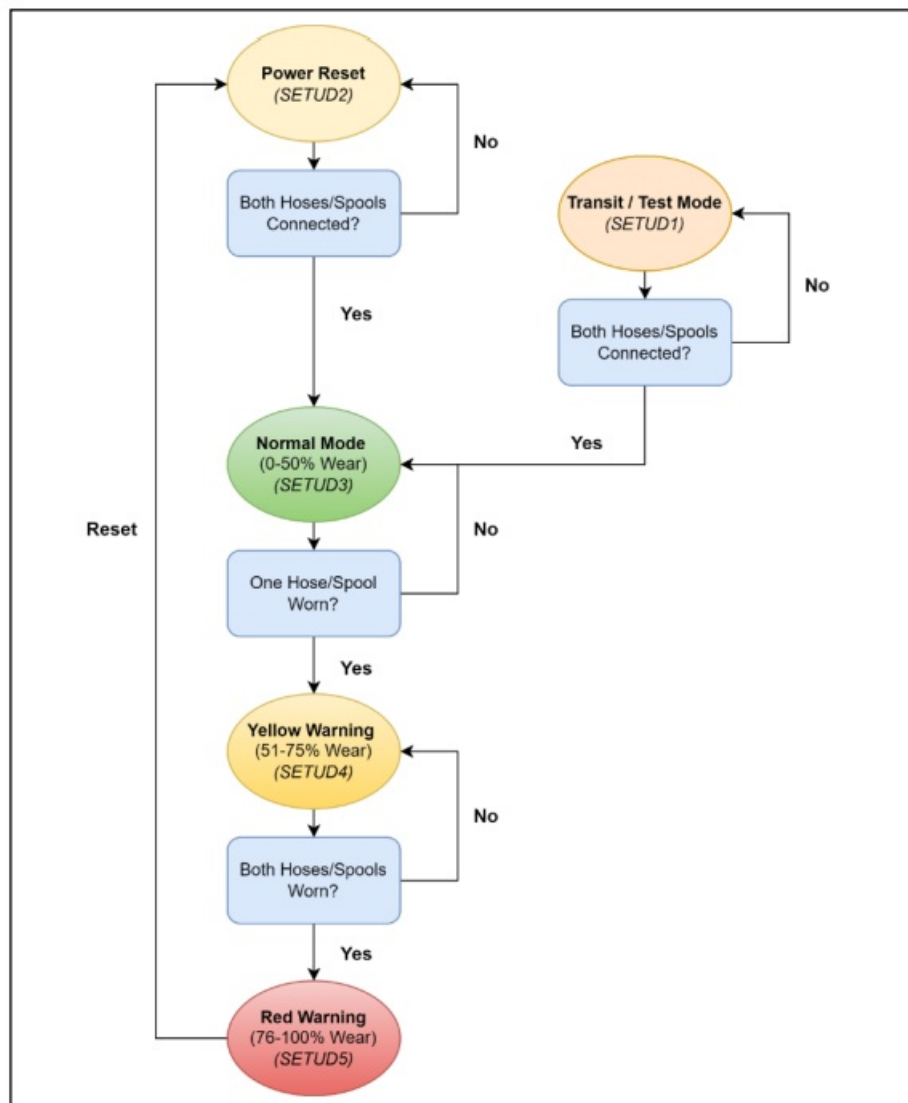 Power Reset
(SETUD2)
No
Both Hoses/Spools
Connected?
Transit / Test Mode
(SETUD1)
No
Yes
Both Hoses/Spools
Connected?
Normal Mode
(0-50% Wear)
(SETUD3)
Yes
Reset
No
One Hose/Spool
Worn?
Yes
Yellow Warning
(51-75% Wear)
(SETUD4)
No
Both Hoses/Spools
Worn?
Yes
Red Warning
(76-100% Wear)
(SETUD5)